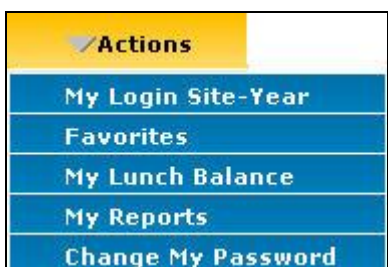 Actions
My Login Site-Year
Favorites
My Lunch Balance
My Reports
Change My Password